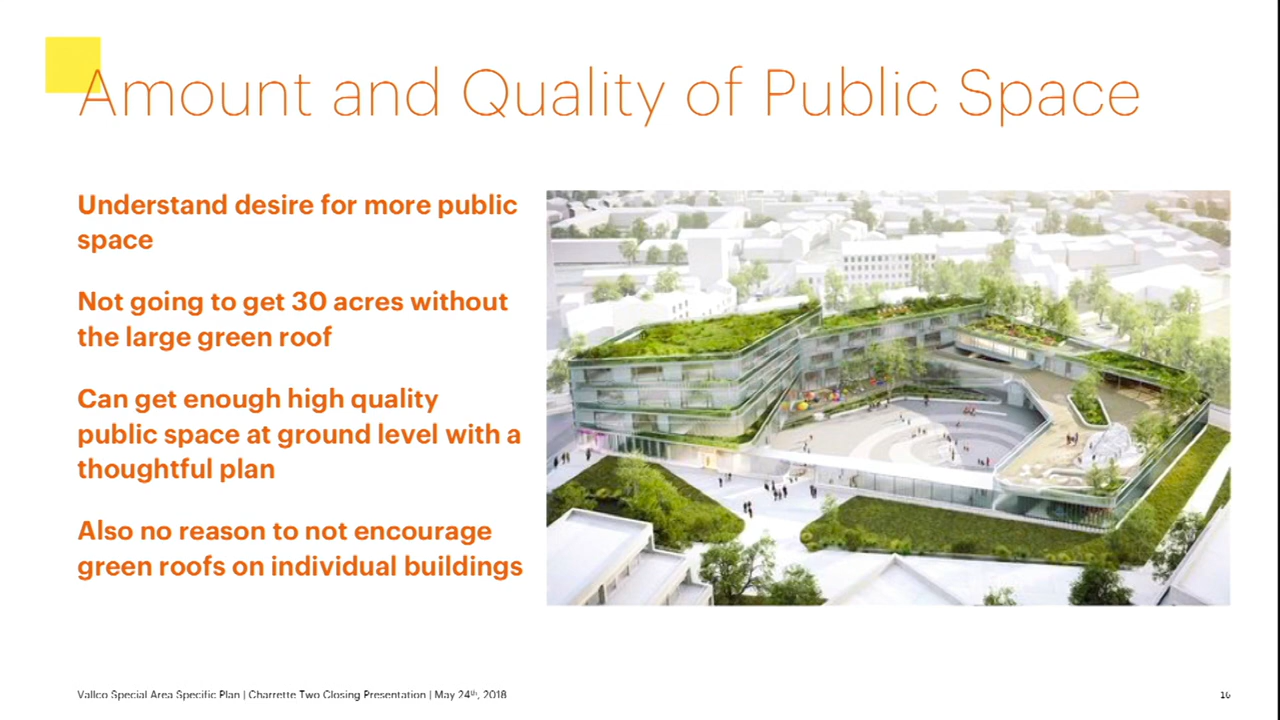 Amount and Quality of Public Space
Understand desire for more public
space
Not going to get 30 acres without
the large green roof
Can get enough high quality
public space at ground level with a
thoughtful plan
Also no reason to not encourage
green roofs on individual buildings
Vallco Special Area Specific Plan | Charrette Two Closing Presentation | May 24th, 2018
16